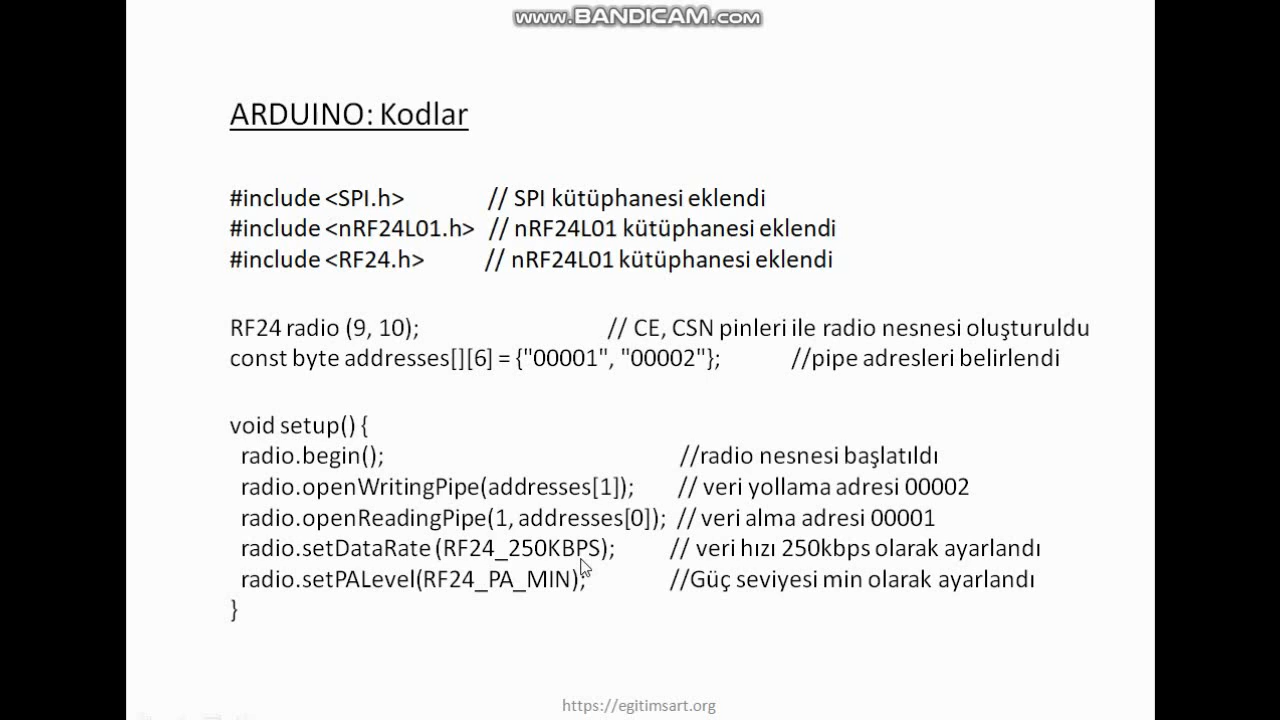 www.BANDICAM.com
ARDUINO: Kodlar
#include <SPI.h> // SPI kütüphanesi eklendi
#include <nRF24L01.h> // nRF24L01 kütüphanesi eklendi
#include <RF24.h> // nRF24L01 kütüphanesi eklendi
RF24 radio (9, 10); // CE, CSN pinleri ile radio nesnesi oluşturuldu
const byte addresses[][6] = {"00001", "00002"}; //pipe adresleri belirlendi
void setup() {
radio.begin(); //radio nesnesi başlatıldı
radio.openWritingPipe(addresses[1]); // veri yollama adresi 00002
radio.openReadingPipe(1, addresses[0]); // veri alma adresi 00001
radio.setDataRate (RF24_250KBPS); // veri hızı 250kbps olarak ayarlandı
radio.setPALevel(RF24_PA_MIN); //Güç seviyesi min olarak ayarlandı
}
https://egitimsart.org